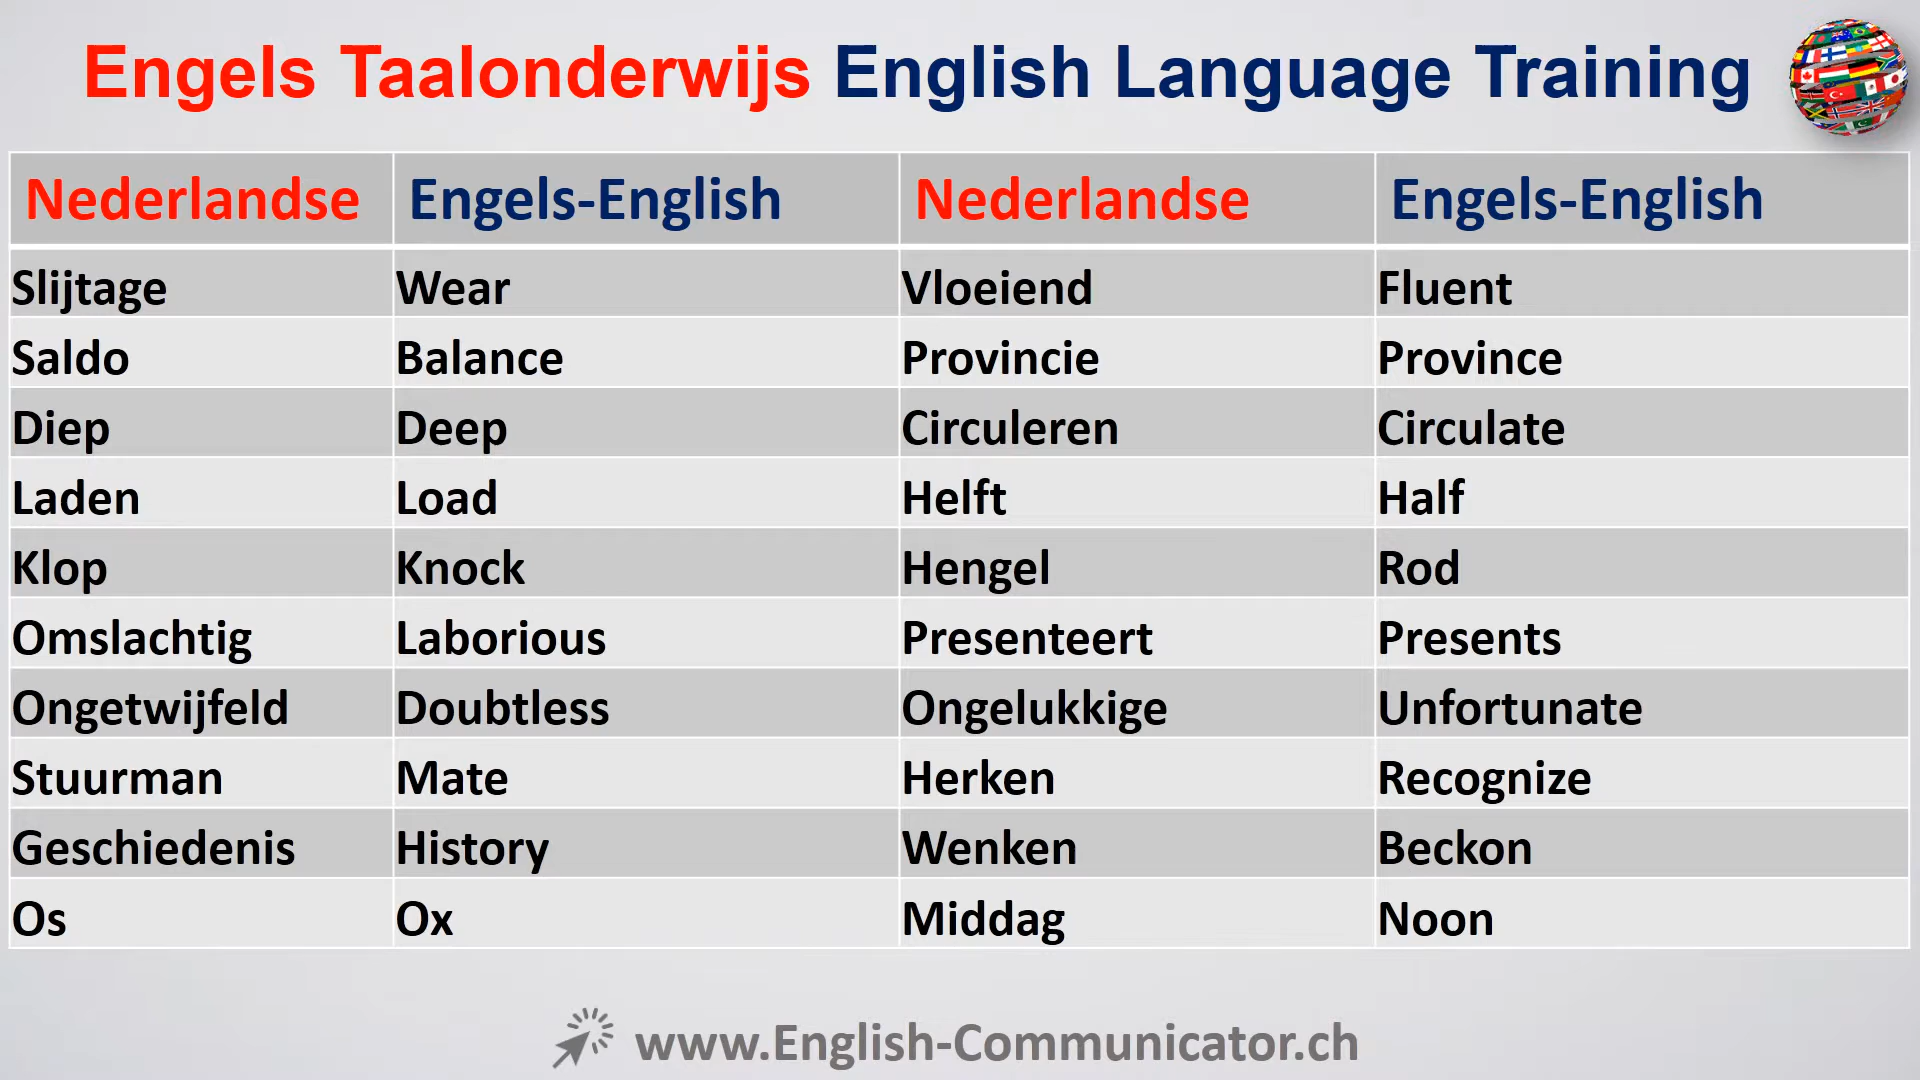 Engels Taalonderwijs English Language Training
Nederlandse Engels-English Nederlandse Engels-English
Slijtage Wear Vloeiend Fluent
Saldo Balance Provincie Province
Diep Deep Circuleren Circulate
Laden Load Helft Half
Klop Knock Hengel Rod
Omslachtig Laborious Presenteert Presents
Ongetwijfeld Doubtless Ongelukkige Unfortunate
Stuurman Mate Herken Recognize
Geschiedenis History Wenken Beckon
Os Ox Middag Noon
www.English-Communicator.ch